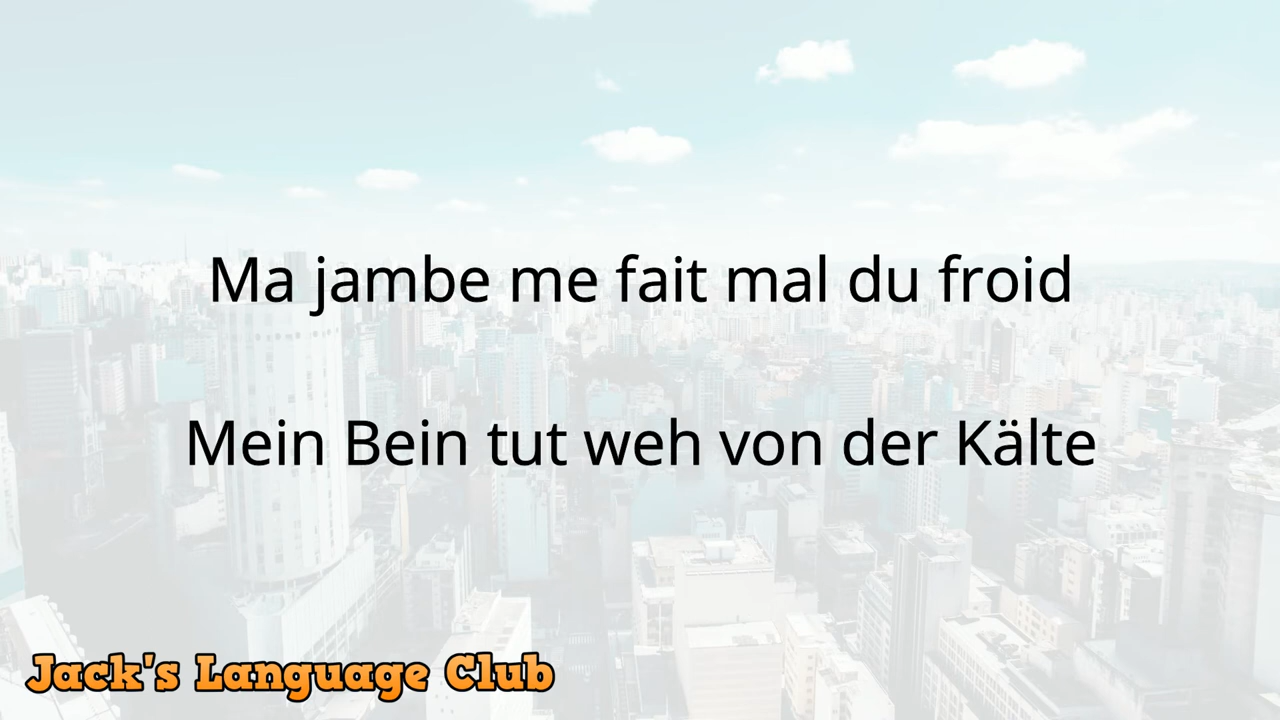 Ma jambe me fait mal du froid
Mein Bein tut weh von der Kälte
Jack's Language Club